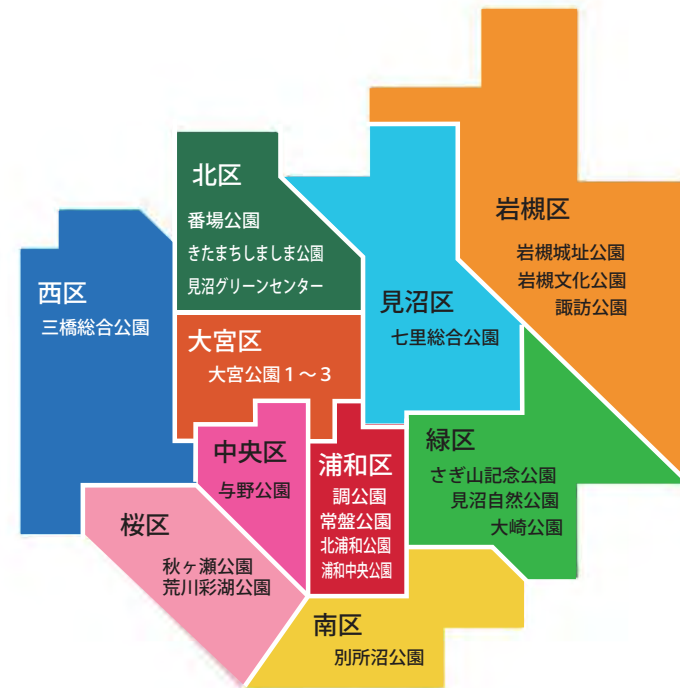 北区
番場公園
きたまちしましま公園
見沼グリーンセンター
岩槻区
岩槻城址公園
岩槻文化公園
諏訪公園
西区
三橋総合公園
見沼区
七里総合公園
大宮区
大宮公園1～3
中央区
与野公園
浦和区
調公園
常盤公園
北浦和公園
浦和中央公園
緑区
さぎ山記念公園
見沼自然公園
大崎公園
桜区
秋ヶ瀬公園
荒川彩湖公園
南区
別所沼公園